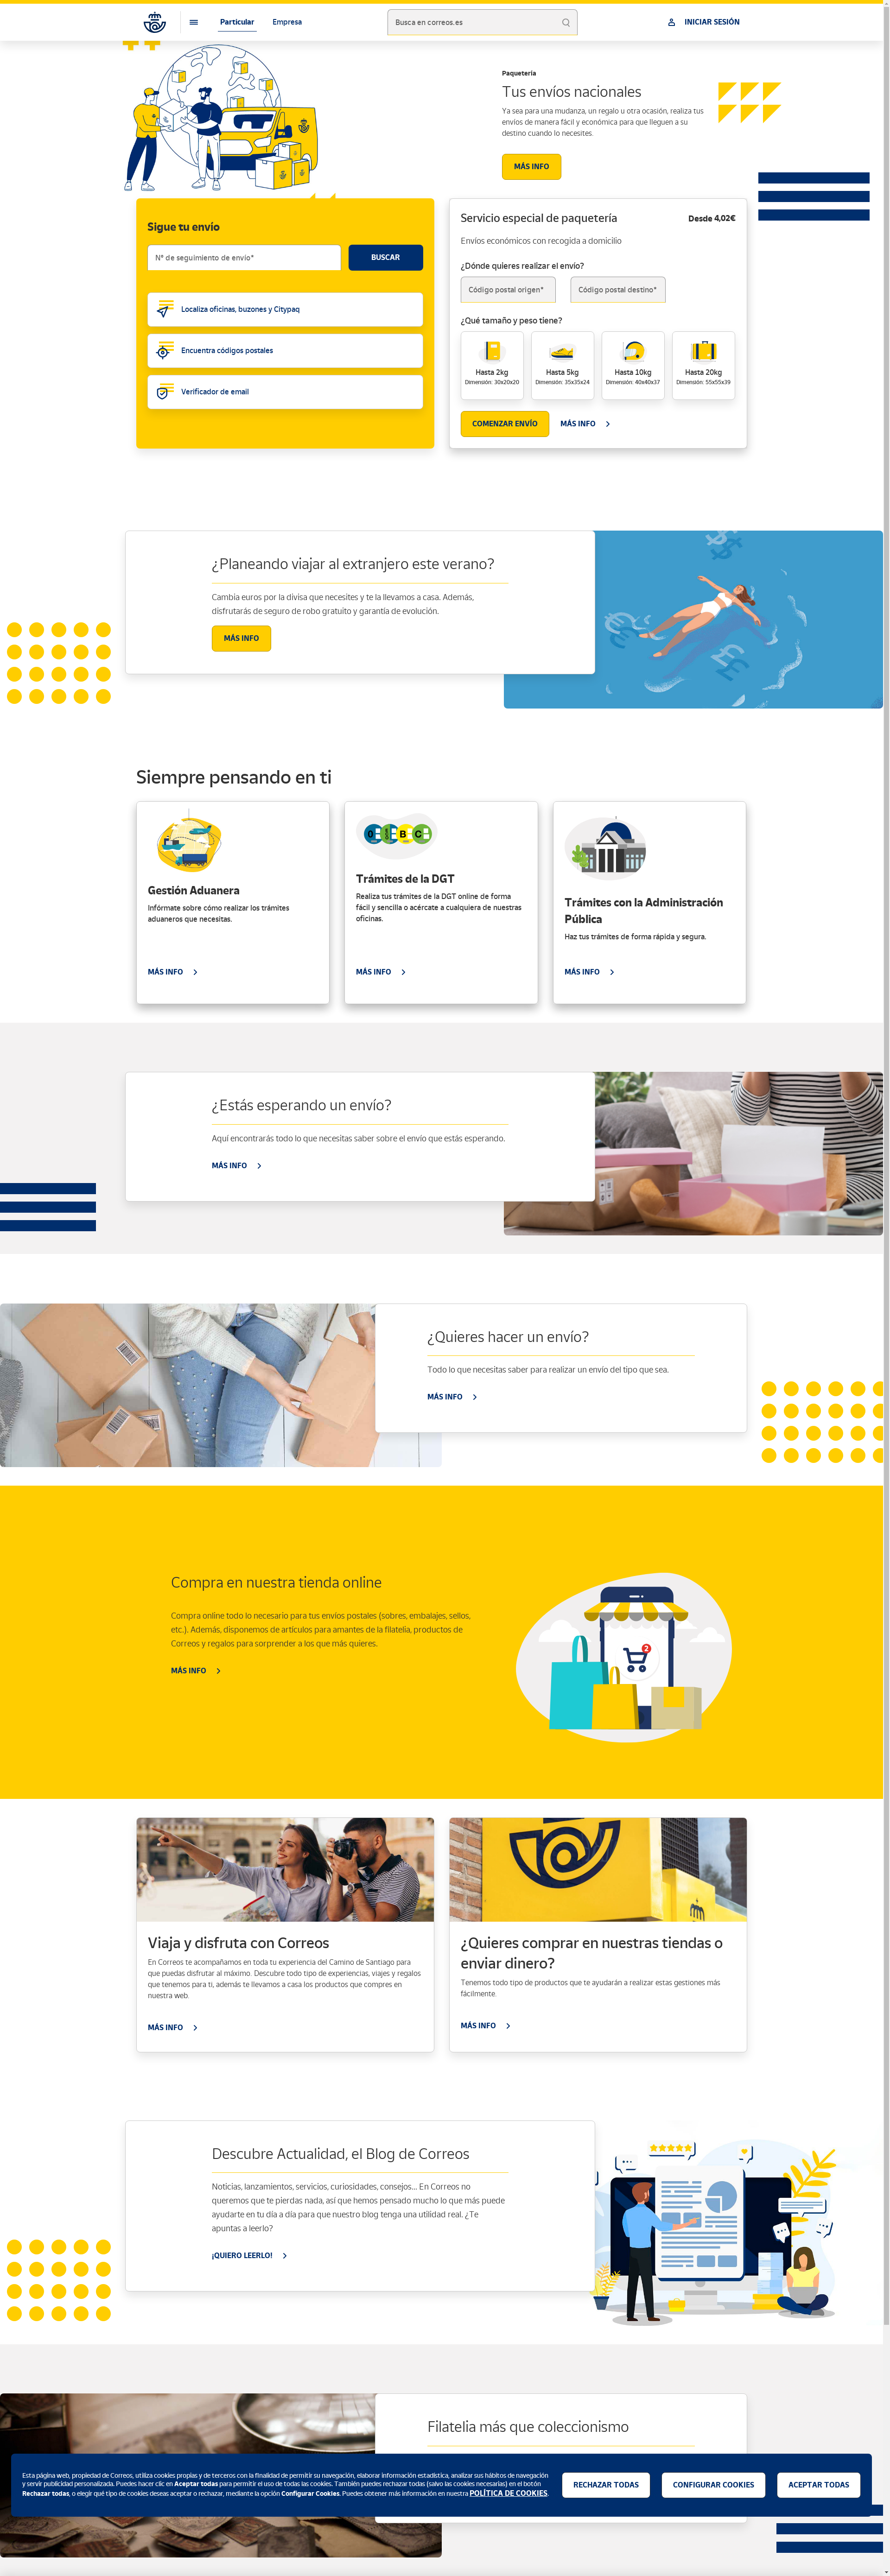 Particular
Empresa
Busca en correos.es
INICIAR SESIÓN
Paquetería
Tus envíos nacionales
Ya sea para una mudanza, un regalo u otra ocasión, realiza tus
envíos de manera fácil y económica para que lleguen a su
destino cuando lo necesites.
MÁS INFO
Sigue tu envío
Nº de seguimiento de envío*
BUSCAR
Localiza oficinas, buzones y Citypaq
Encuentra códigos postales
Verificador de email
Servicio especial de paquetería
Desde 4,02€
Envíos económicos con recogida a domicilio
¿Dónde quieres realizar el envío?
Código postal origen*
Código postal destino*
¿Qué tamaño y peso tiene?
Hasta 2kg
Dimensión: 30x20x20
Hasta 5kg
Dimensión: 35x35x24
Hasta 10kg
Dimensión: 40x40x37
Hasta 20kg
Dimensión: 55x55x39
COMENZAR ENVÍO
MÁS INFO
¿Planeando viajar al extranjero este verano?
Cambia euros por la divisa que necesites y te la llevamos a casa. Además,
disfrutarás de seguro de robo gratuito y garantía de evolución.
MÁS INFO
Siempre pensando en ti
Gestión Aduanera
Infórmate sobre cómo realizar los trámites
aduaneros que necesitas.
MÁS INFO
0
B
C
Trámites de la DGT
Realiza tus trámites de la DGT online de forma
fácil y sencilla o acércate a cualquiera de nuestras
oficinas.
MÁS INFO
Trámites con la Administración
Pública
Haz tus trámites de forma rápida y segura.
MÁS INFO
¿Estás esperando un envío?
Aquí encontrarás todo lo que necesitas saber sobre el envío que estás esperando.
MÁS INFO
¿Quieres hacer un envío?
Todo lo que necesitas saber para realizar un envío del tipo que sea.
MÁS INFO
Compra en nuestra tienda online
Compra online todo lo necesario para tus envíos postales (sobres, embalajes, sellos,
etc.). Además, disponemos de artículos para amantes de la filatelia, productos de
Correos y regalos para sorprender a los que más quieres.
MÁS INFO
2
Viaja y disfruta con Correos
En Correos te acompañamos en toda tu experiencia del Camino de Santiago para
que puedas disfrutar al máximo. Descubre todo tipo de experiencias, viajes y regalos
que tenemos para ti, además te llevamos a casa los productos que compres en
nuestra web.
MÁS INFO
¿Quieres comprar en nuestras tiendas o
enviar dinero?
Tenemos todo tipo de productos que te ayudarán a realizar estas gestiones más
fácilmente.
MÁS INFO
Descubre Actualidad, el Blog de Correos
Noticias, lanzamientos, servicios, curiosidades, consejos... En Correos no
queremos que te pierdas nada, así que hemos pensado mucho lo que más puede
ayudarte en tu día a día para que nuestro blog tenga una utilidad real. ¿Te
apuntas a leerlo?
¡QUIERO LEERLO!
Filatelia más que coleccionismo
Esta página web, propiedad de Correos, utiliza cookies propias y de terceros con la finalidad de permitir su navegación, elaborar información estadística, analizar sus hábitos de navegación
y servir publicidad personalizada. Puedes hacer clic en Aceptar todas para permitir el uso de todas las cookies. También puedes rechazar todas (salvo las cookies necesarias) en el botón
Rechazar todas, o elegir qué tipo de cookies deseas aceptar o rechazar, mediante la opción Configurar Cookies. Puedes obtener más información en nuestra POLÍTICA DE COOKIES.
RECHAZAR TODAS
CONFIGURAR COOKIES
ACEPTAR TODAS